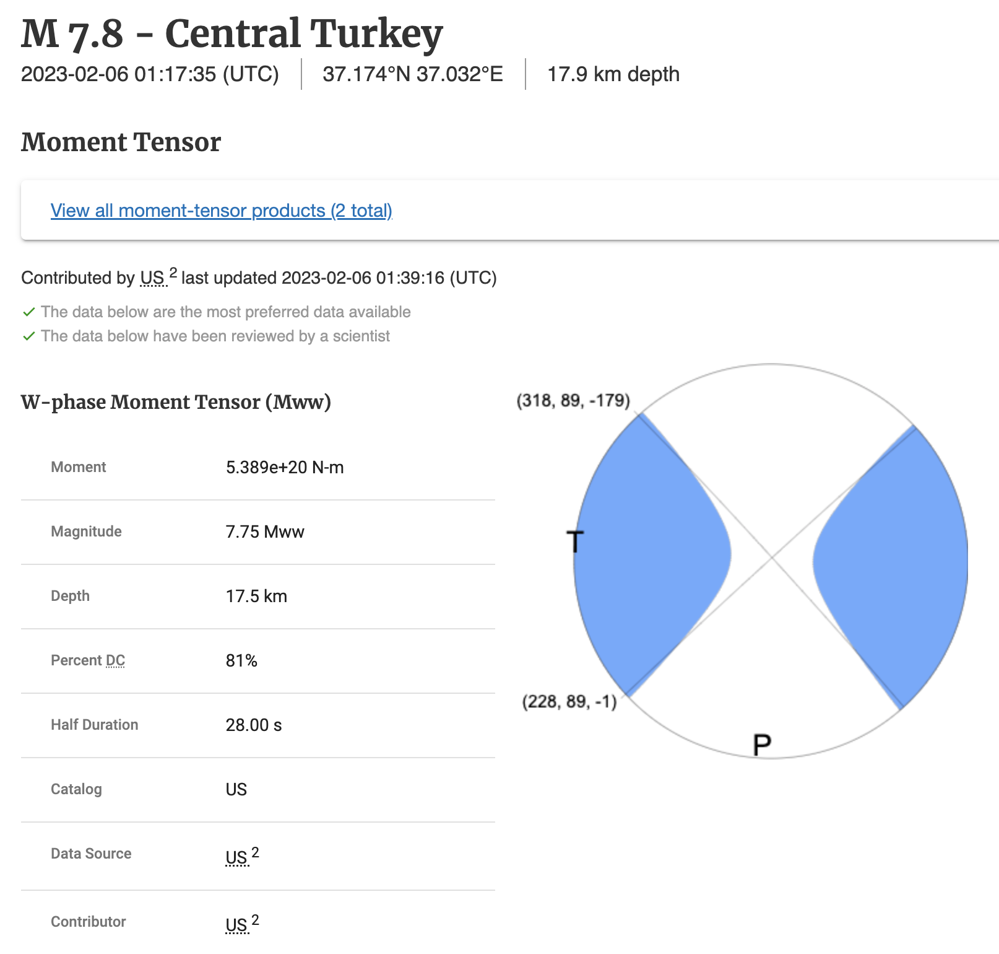 M 7.8 - Central Turkey
2023-02-06 01:17:35 (UTC) 37.174°N 37.032°E 17.9 km depth
Moment Tensor
View all moment-tensor products (2 total)
Contributed by US 2 last updated 2023-02-06 01:39:16 (UTC)
The data below are the most preferred data available
The data below have been reviewed by a scientist
W-phase Moment Tensor (Mww)
Moment 5.389e+20 N-m
Magnitude 7.75 Mww
Depth 17.5 km
Percent DC 81%
Half Duration 28.00 s
Catalog US
Data Source US 2
Contributor US 2
(318, 89, -179)
T
(228, 89, -1)
P